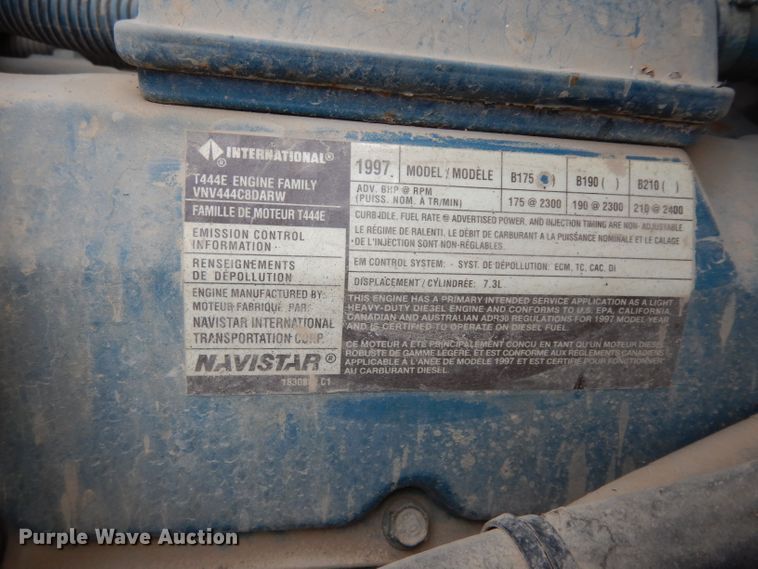 INTERNATIONAL®
T444E ENGINE FAMILY
VNV444C8DARW
FAMILLE DE MOTEUR T444E
EMISSION CONTROL
INFORMATION:
RENSEIGNEMENTS
DE DÉPOLLUTION:
ENGINE MANUFACTURED BY:
MOTEUR FABRIQUÉ PAR:
NAVISTAR INTERNATIONAL
TRANSPORTATION CORP.
NAVISTAR®
C1
1997 MODEL / MODÈLE B175 ( ) B190 ( ) B210 ( )
ADV. BHP @ RPM
(PUISS. NOM. À TR/MIN) 175 @ 2300 190 @ 2300 210 @ 2400
CURB IDLE, FUEL RATE @ ADVERTISED POWER, AND INJECTION TIMING ARE NON-ADJUSTABLE.
LE RÉGIME DE RALENTI, LE DÉBIT DE CARBURANT A LA PUISSANCE NOMINALE ET LE CALAGE
DE L'INJECTION SONT NON-RÉGLABLES.
EM CONTROL SYSTEM: - SYST. DE DÉPOLLUTION: ECM, TC, CAC, DI
DISPLACEMENT / CYLINDRÉE: 7.3L
THIS ENGINE HAS A PRIMARY INTENDED SERVICE APPLICATION AS A LIGHT
HEAVY-DUTY DIESEL ENGINE AND CONFORMS TO U.S. EPA, CALIFORNIA,
CANADIAN AND AUSTRALIAN ADR30 REGULATIONS FOR 1997 MODEL YEAR
AND IS CERTIFIED TO OPERATE ON DIESEL FUEL.
CE MOTEUR A ÉTÉ PRINCIPALEMENT CONÇU EN TANT QU'UN MOTEUR DIESEL
ROBUSTE DE GAMME LÉGÈRE, ET EST CONFORME AUX RÈGLEMENTS CANADIENS
APPLICABLE À L'ANÉE DE MODÈLE 1997 ET EST CERTIFIÉ POUR FONCTIONNER
AU CARBURANT DIESEL.
Purple Wave Auction